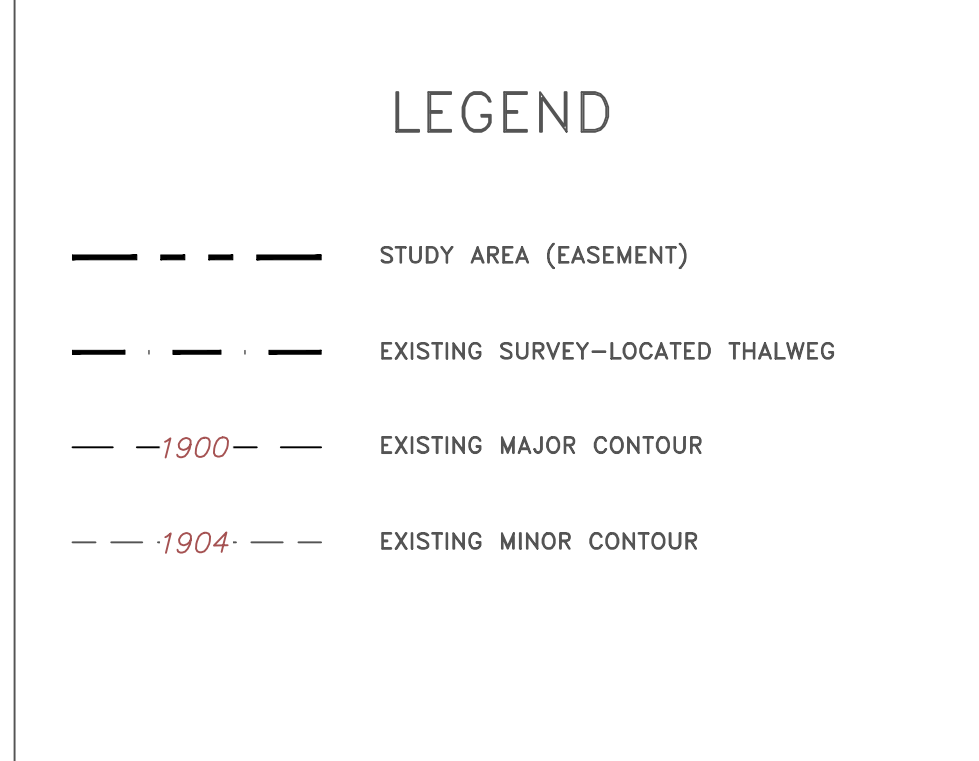 LEGEND
STUDY AREA (EASEMENT)
EXISTING SURVEY-LOCATED THALWEG
1900 EXISTING MAJOR CONTOUR
1904 EXISTING MINOR CONTOUR